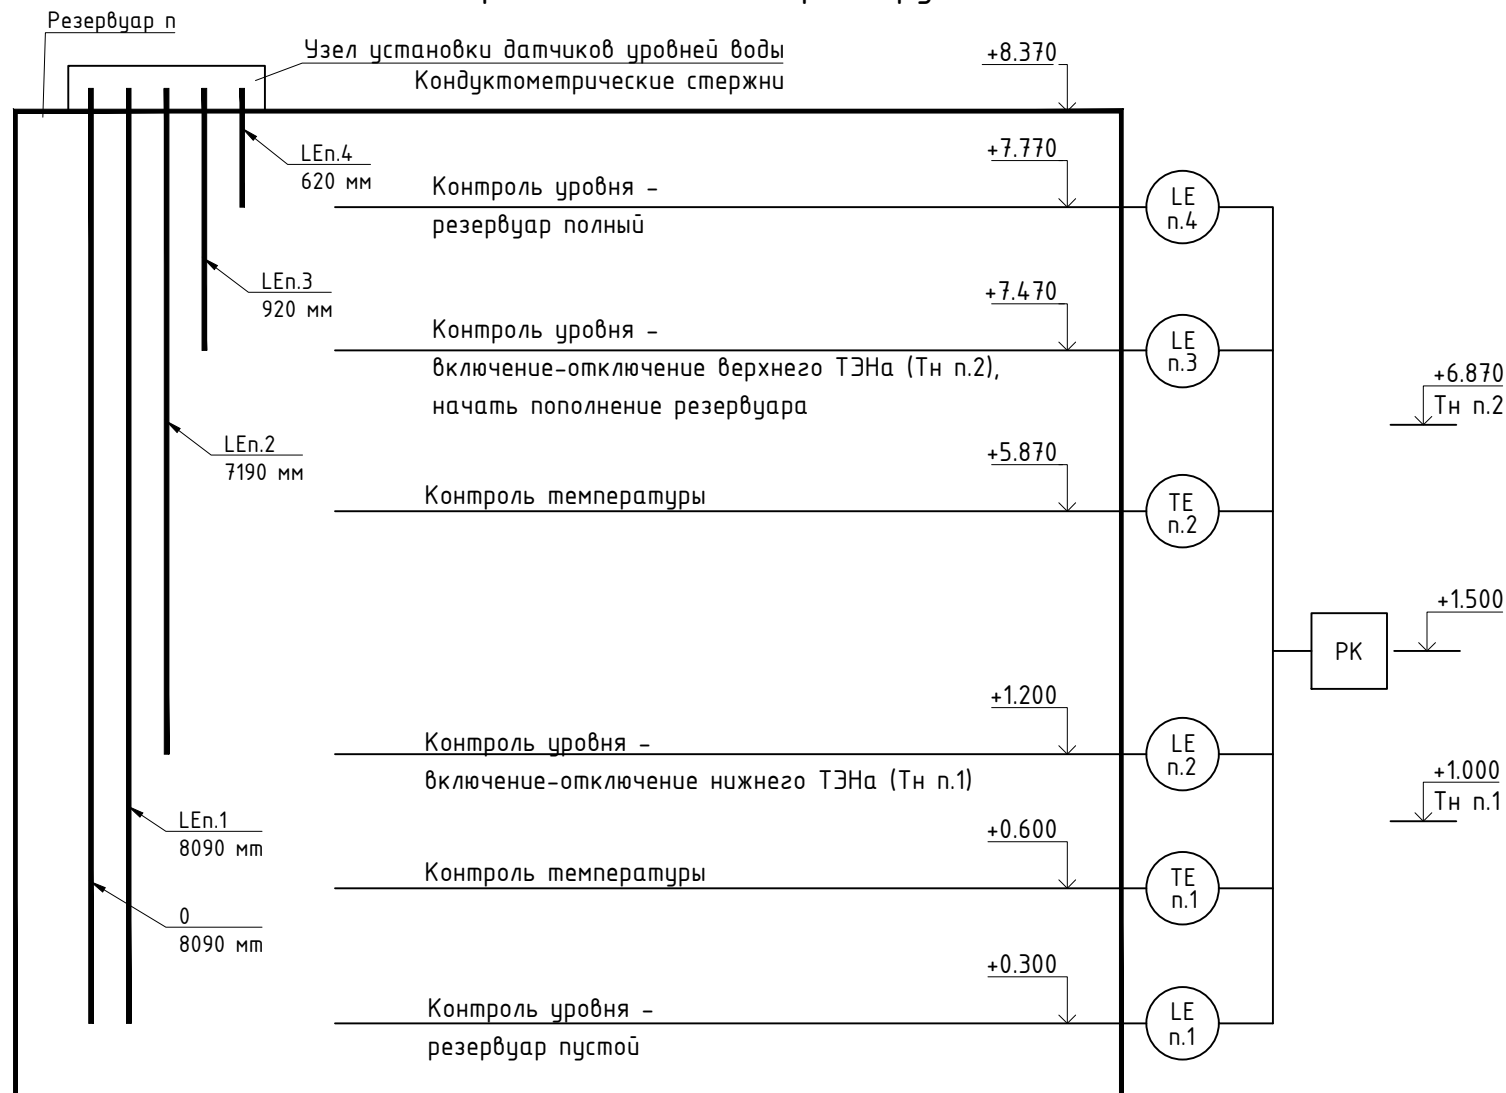 Резервуар n
Узел установки датчиков уровней воды
Кондуктометрические стержни
+8.370
LEn.4
620 мм
+7.770
Контроль уровня –
резервуар полный
LE
n.4
LEn.3
920 мм
+7.470
Контроль уровня –
включение-отключение верхнего ТЭНа (Тн n.2),
начать пополнение резервуара
LE
n.3
+6.870
Тн n.2
LEn.2
7190 мм
+5.870
Контроль температуры
TE
n.2
+1.500
РК
+1.200
Контроль уровня –
включение-отключение нижнего ТЭНа (Тн n.1)
LE
n.2
+1.000
Тн n.1
LEn.1
8090 мm
+0.600
Контроль температуры
TE
n.1
0
8090 мm
+0.300
Контроль уровня –
резервуар пустой
LE
n.1